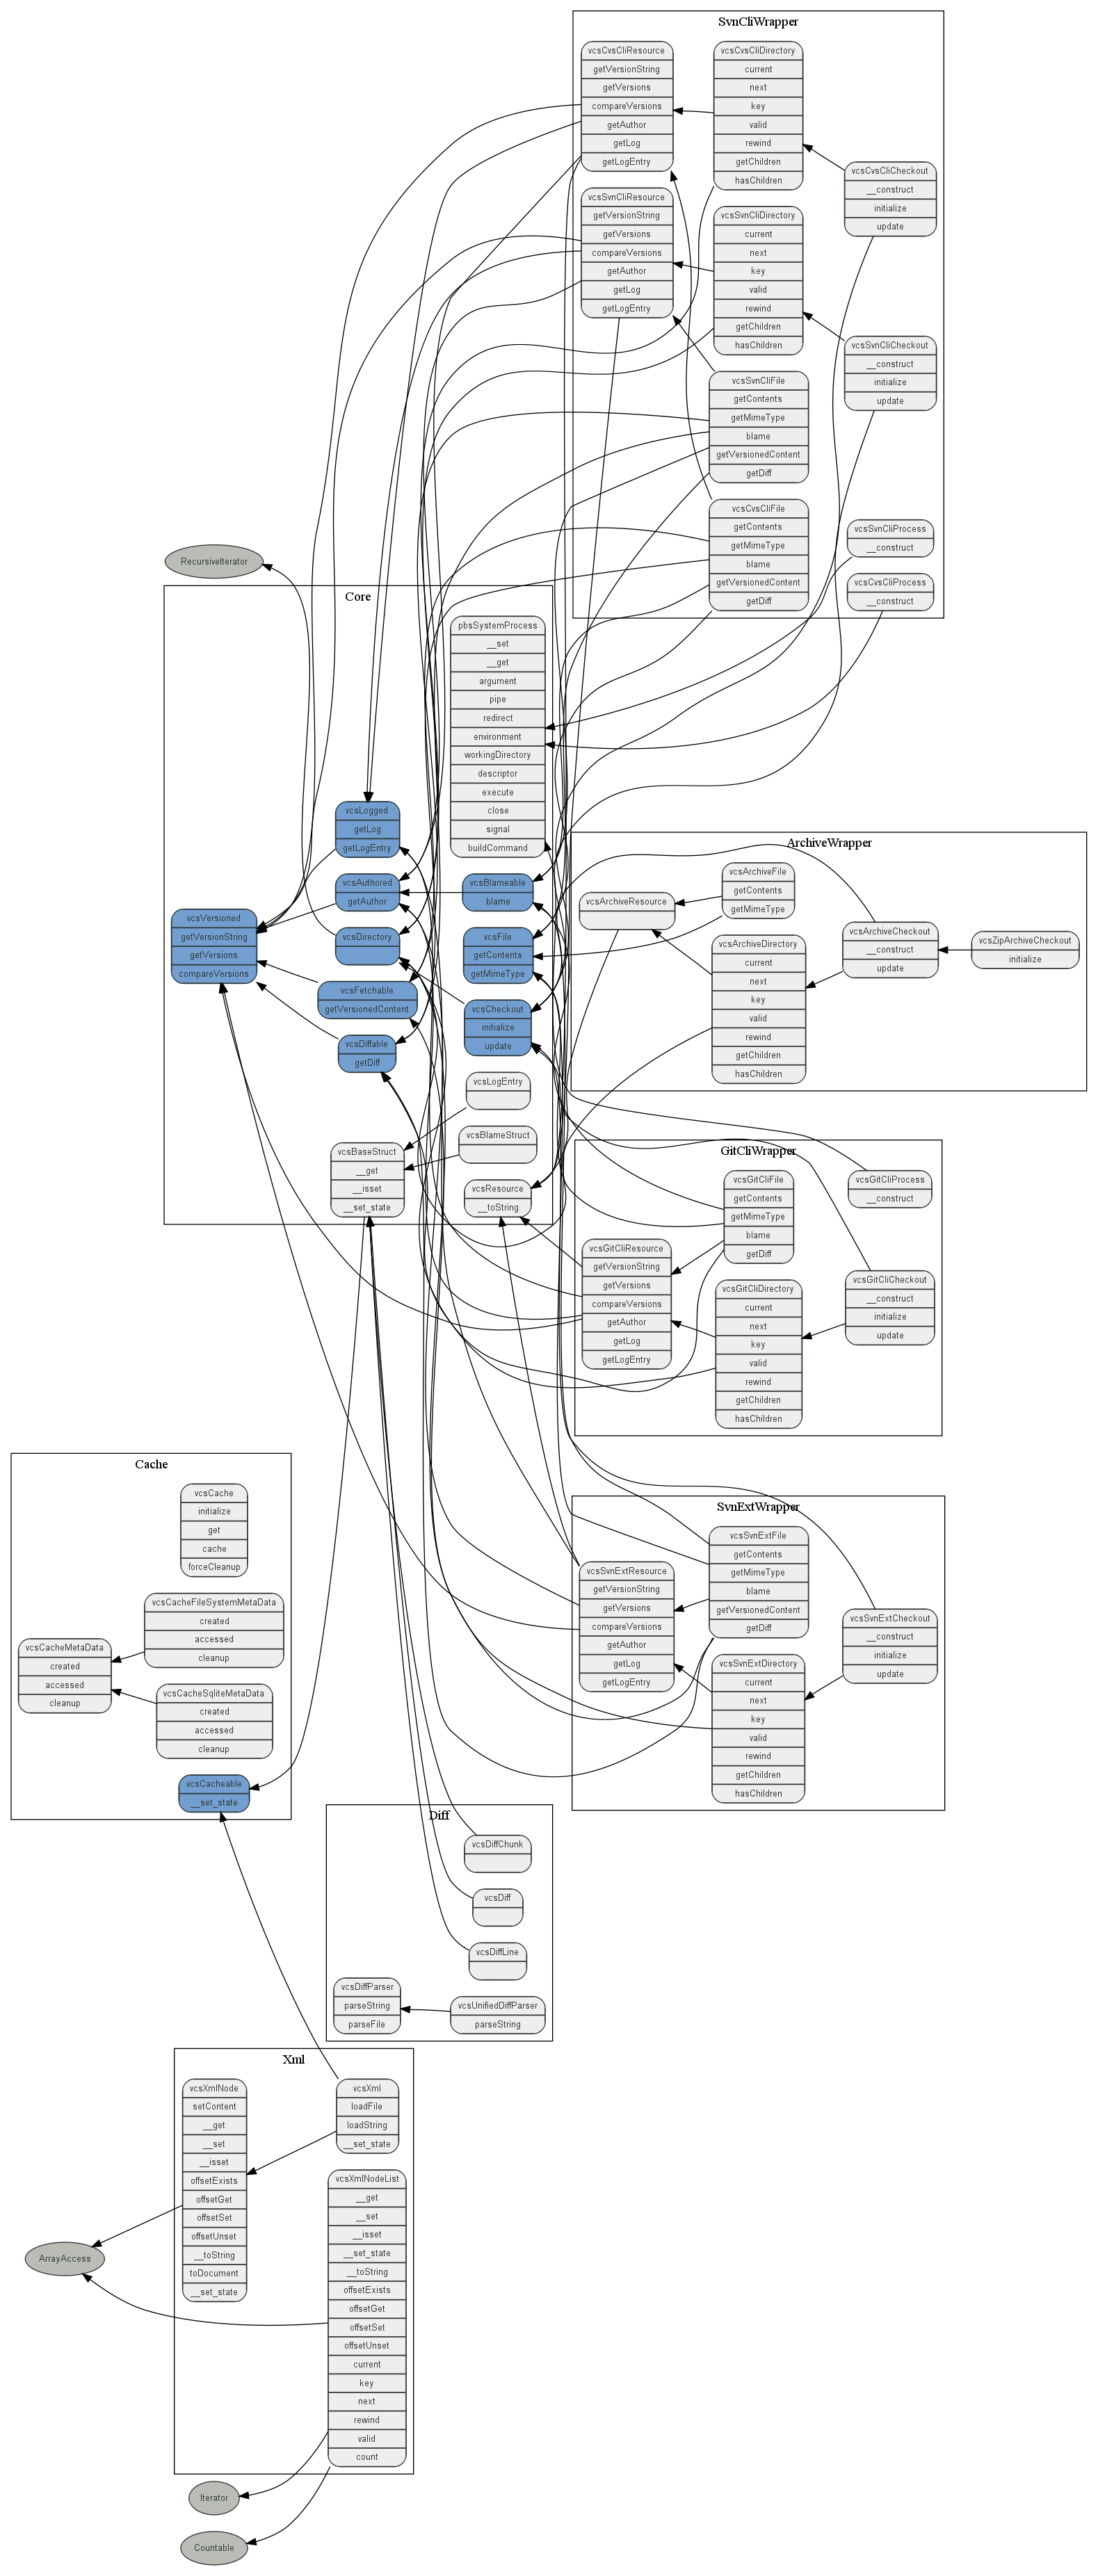 SvnCliWrapper
vcsCvsCliResource
getVersionString
getVersions
compareVersions
getAuthor
getLog
getLogEntry
vcsCvsCliDirectory
current
next
key
valid
rewind
getChildren
hasChildren
vcsCvsCliCheckout
__construct
initialize
update
vcsSvnCliResource
getVersionString
getVersions
compareVersions
getAuthor
getLog
getLogEntry
vcsSvnCliDirectory
current
next
key
valid
rewind
getChildren
hasChildren
vcsSvnCliCheckout
__construct
initialize
update
vcsSvnCliFile
getContents
getMimeType
blame
getVersionedContent
getDiff
vcsCvsCliFile
getContents
getMimeType
blame
getVersionedContent
getDiff
vcsSvnCliProcess
__construct
vcsCvsCliProcess
__construct
RecursiveIterator
Core
pbsSystemProcess
__set
__get
argument
pipe
redirect
environment
workingDirectory
descriptor
execute
close
signal
buildCommand
vcsLogged
getLog
getLogEntry
vcsAuthored
getAuthor
vcsBlameable
blame
vcsVersioned
getVersionString
getVersions
compareVersions
vcsDirectory
vcsFile
getContents
getMimeType
vcsFetchable
getVersionedContent
vcsCheckout
initialize
update
vcsDiffable
getDiff
vcsLogEntry
vcsBlameStruct
vcsBaseStruct
__get
__isset
__set_state
vcsResource
__toString
ArchiveWrapper
vcsArchiveFile
getContents
getMimeType
vcsArchiveResource
vcsArchiveDirectory
current
next
key
valid
rewind
getChildren
hasChildren
vcsArchiveCheckout
__construct
update
vcsZipArchiveCheckout
initialize
GitCliWrapper
vcsGitCliFile
getContents
getMimeType
blame
getDiff
vcsGitCliProcess
__construct
vcsGitCliResource
getVersionString
getVersions
compareVersions
getAuthor
getLog
getLogEntry
vcsGitCliDirectory
current
next
key
valid
rewind
getChildren
hasChildren
vcsGitCliCheckout
__construct
initialize
update
Cache
vcsCache
initialize
get
cache
forceCleanup
vcsCacheFileSystemMetaData
created
accessed
cleanup
vcsCacheMetaData
created
accessed
cleanup
vcsCacheSqliteMetaData
created
accessed
cleanup
vcsCacheable
__set_state
SvnExtWrapper
vcsSvnExtFile
getContents
getMimeType
blame
getVersionedContent
getDiff
vcsSvnExtResource
getVersionString
getVersions
compareVersions
getAuthor
getLog
getLogEntry
vcsSvnExtDirectory
current
next
key
valid
rewind
getChildren
hasChildren
vcsSvnExtCheckout
__construct
initialize
update
Diff
vcsDiffChunk
vcsDiff
vcsDiffLine
vcsDiffParser
parseString
parseFile
vcsUnifiedDiffParser
parseString
Xml
vcsXmlNode
setContent
__get
__set
__isset
offsetExists
offsetGet
offsetSet
offsetUnset
__toString
toDocument
__set_state
vcsXml
loadFile
loadString
__set_state
vcsXmlNodeList
__get
__set
__isset
__set_state
__toString
offsetExists
offsetGet
offsetSet
offsetUnset
current
key
next
rewind
valid
count
ArrayAccess
Iterator
Countable